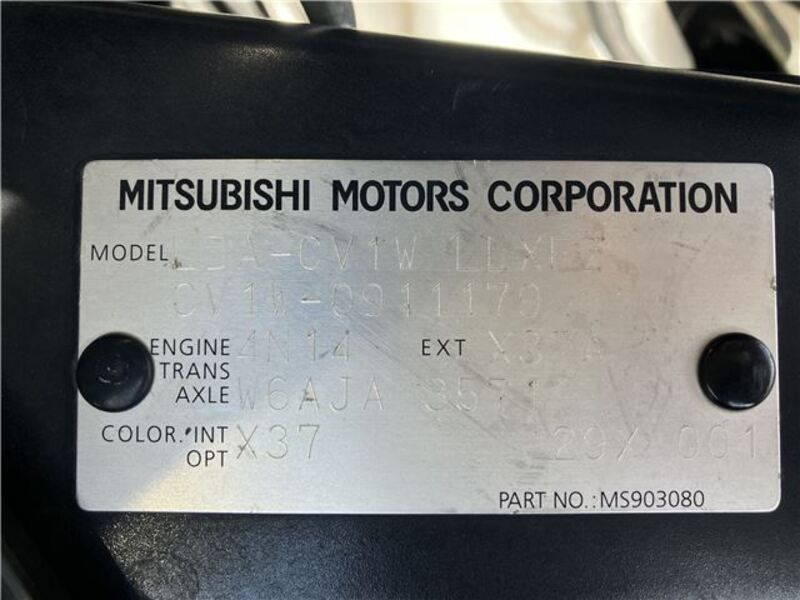 MITSUBISHI MOTORS CORPORATION
MODEL LDA-CV1W LLXFZ
CV1W-0911170
ENGINE 4N14 EXT X37A
TRANS
AXLE W6AJA 3571
COLOR. INT X37 29/ 001
OPT
PART NO.:MS903080